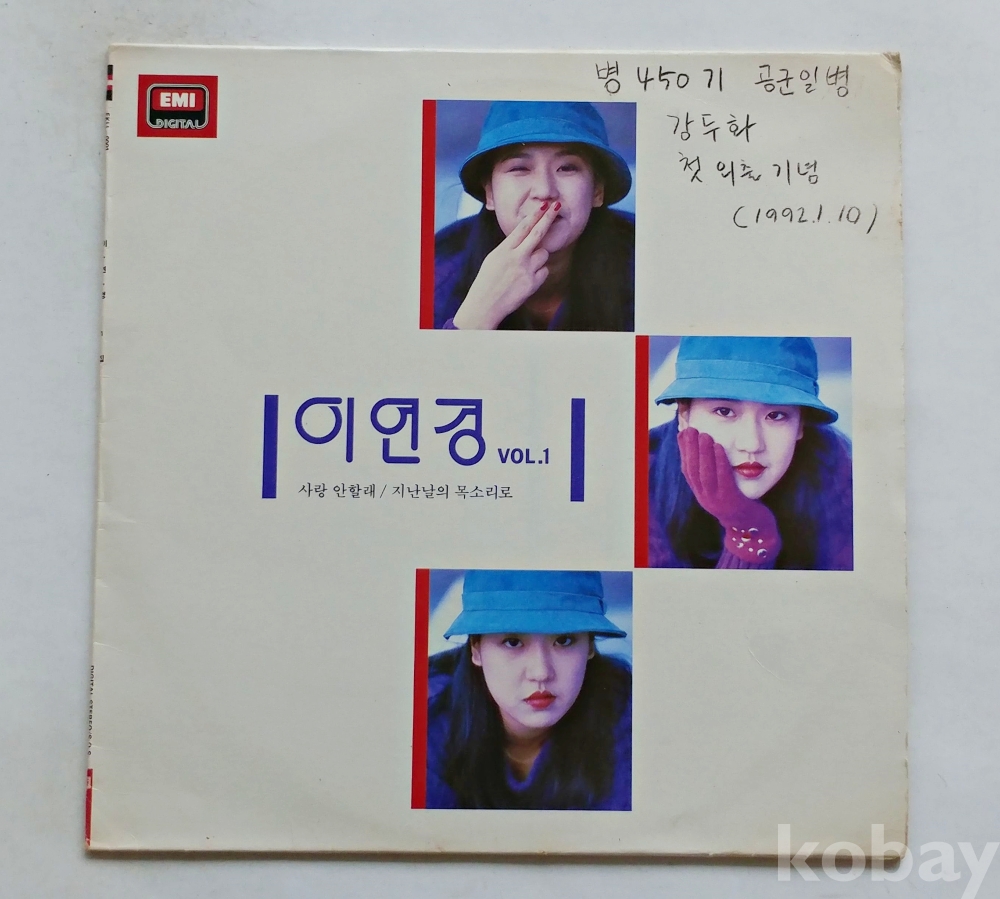 EMI
DIGITAL
병 450기 공군일병
강두화
첫 외출 기념
(1992.1.10)
이연경 VOL.1
사랑 안할래 / 지난날의 목소리로
kobay